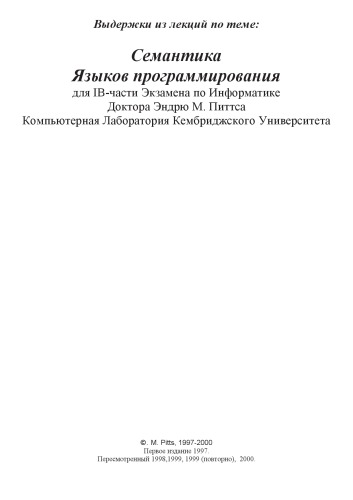 Выдержки из лекций по теме:
Семантика
Языков программирования
для IB-части Экзамена по Информатике
Доктора Эндрю М. Питтса
Компьютерная Лаборатория Кембриджского Университета
©. M. Pitts, 1997-2000
Первое издание 1997.
Пересмотренный 1998,1999, 1999 (повторно), 2000.